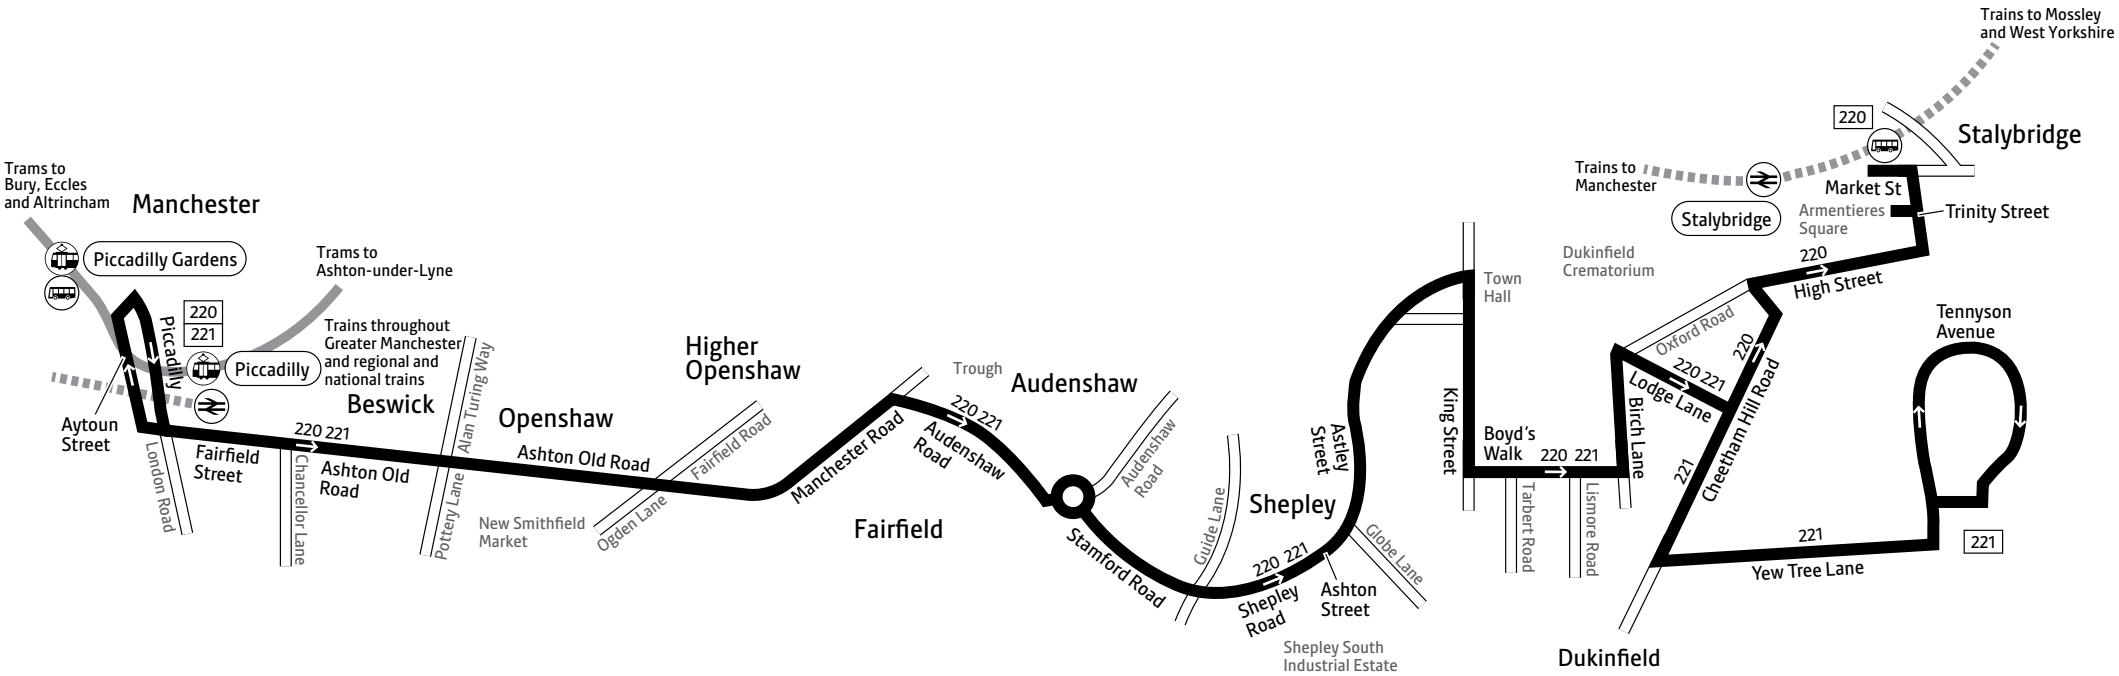 Trains to Mossley
and West Yorkshire
220
Stalybridge
Trains to
Manchester
Market St
Stalybridge
Armentieres
Square
Trinity Street
Trams to
Bury, Eccles
and Altrincham
Manchester
Piccadilly Gardens
Trams to
Ashton-under-Lyne
Piccadilly
220
221
Piccadilly
Trains throughout
Greater Manchester
and regional and
national trains
Aytoun
Street
Beswick
London Road
Fairfield
Street
220 221
Chancellor Lane
Ashton Old
Road
Alan Turing Way
Pottery Lane
Openshaw
New Smithfield
Market
Ashton Old Road
Higher
Openshaw
Fairfield Road
Ogden Lane
Manchester Road
Trough
Audenshaw
220 221
Audenshaw
Road
Fairfield
Audenshaw
Road
Stamford Road
Guide Lane
Shepley
220 221
Shepley
Road
Ashton
Street
Globe Lane
Shepley South
Industrial Estate
Astley
Street
Town
Hall
King Street
Boyd's
Walk
220 221
Tarbert Road
Lismore Road
Birch Lane
Dukinfield
Crematorium
Oxford Road
220 221
Lodge Lane
220
221
Cheetham Hill Road
220
High Street
Tennyson
Avenue
221
Yew Tree Lane
221
Dukinfield